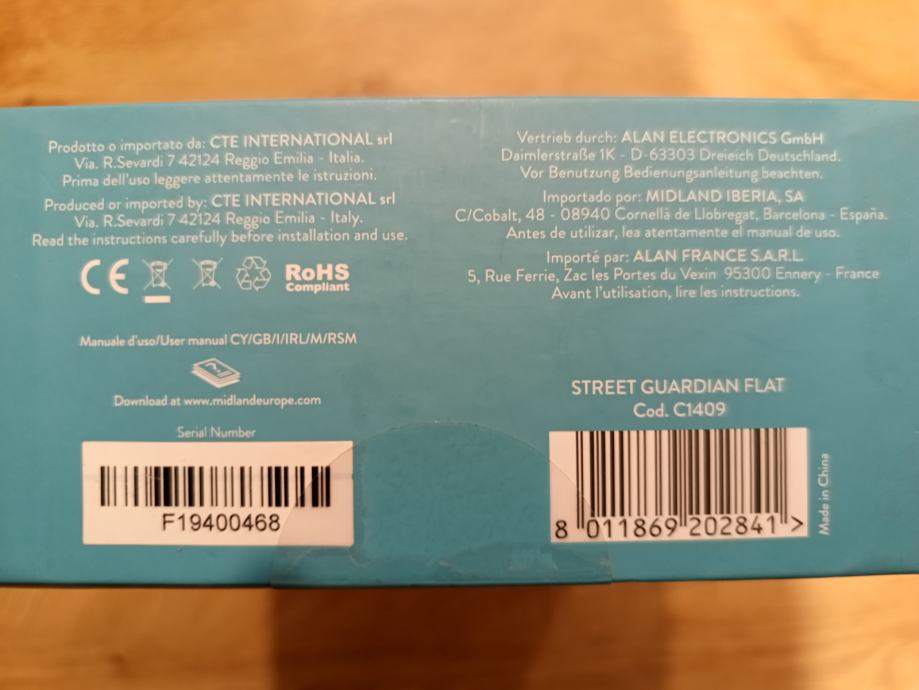 Prodotto o importato da: CTE INTERNATIONAL srl
Via. R.Sevardi 7 42124 Reggio Emilia - Italia.
Prima dell'uso leggere attentamente le istruzioni.
Produced or imported by: CTE INTERNATIONAL srl
Via. R.Sevardi 7 42124 Reggio Emilia - Italy.
Read the instructions carefully before installation and use.
CE
RoHS
Compliant
Manuale d'uso/User manual CY/GB/I/IRL/M/RSM
Download at www.midlandeurope.com
Serial Number
F19400468
Vertrieb durch: ALAN ELECTRONICS GmbH
Daimlerstraße 1K - D-63303 Dreieich Deutschland.
Vor Benutzung Bedienungsanleitung beachten.
Importado por: MIDLAND IBERIA, SA
C/Cobalt, 48 - 08940 Cornellà de Llobregat, Barcelona - España.
Antes de utilizar, lea atentamente el manual de uso.
Importé par: ALAN FRANCE S.A.R.L.
5, Rue Ferrie, Zac les Portes du Vexin 95300 Ennery - France
Avant l'utilisation, lire les instructions.
STREET GUARDIAN FLAT
Cod. C1409
8 011869 202841 >
Made in China